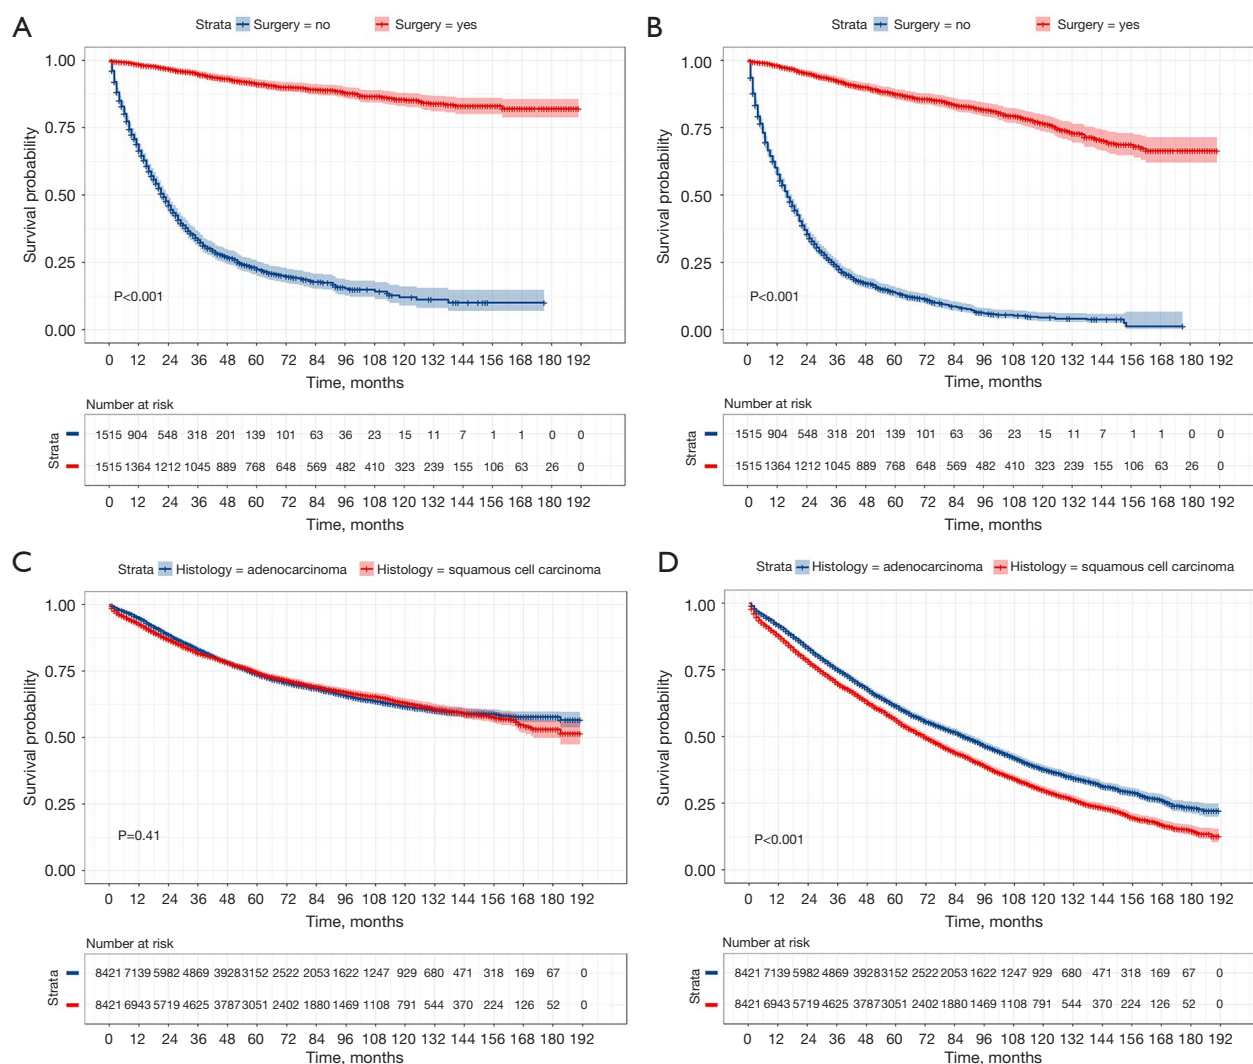 A
Strata Surgery = no Surgery = yes
Survival probability
1.00
0.75
0.50
0.25
0.00
P<0.001
0 12 24 36 48 60 72 84 96 108 120 132 144 156 168 192
Time, months
Number at risk
Strata
1515 904 548 318 201 139 101 63 36 23 15 11 7 1 1 0 0
1515 1364 1212 1045 889 768 648 569 482 410 323 239 155 106 63 26 0
0 12 24 36 48 60 72 84 96 108 120 132 144 156 168 192
Time, months
B
Strata Surgery = no Surgery = yes
Survival probability
1.00
0.75
0.50
0.25
0.00
P<0.001
0 12 24 36 48 60 72 84 96 108 120 132 144 156 168 192
Time, months
Number at risk
Strata
1515 904 548 318 201 139 101 63 36 23 15 11 7 1 1 0 0
1515 1364 1212 1045 889 768 648 569 482 410 323 239 155 106 63 26 0
0 12 24 36 48 60 72 84 96 108 120 132 144 156 168 192
Time, months
C
Strata Histology = adenocarcinoma Histology = squamous cell carcinoma
Survival probability
1.00
0.75
0.50
0.25
0.00
P=0.41
0 12 24 36 48 60 72 84 96 108 120 132 144 156 168 192
Time, months
Number at risk
Strata
8421 7139 5982 4869 3928 3152 2522 2053 1622 1247 929 680 471 318 169 67 0
8421 6943 5719 4625 3787 3051 2402 1880 1469 1108 791 544 370 224 126 52 0
0 12 24 36 48 60 72 84 96 108 120 132 144 156 168 192
Time, months
D
Strata Histology = adenocarcinoma Histology = squamous cell carcinoma
Survival probability
1.00
0.75
0.50
0.25
0.00
P<0.001
0 12 24 36 48 60 72 84 96 108 120 132 144 156 168 192
Time, months
Number at risk
Strata
8421 7139 5982 4869 3928 3152 2522 2053 1622 1247 929 680 471 318 169 67 0
8421 6943 5719 4625 3787 3051 2402 1880 1469 1108 791 544 370 224 126 52 0
0 12 24 36 48 60 72 84 96 108 120 132 144 156 168 192
Time, months